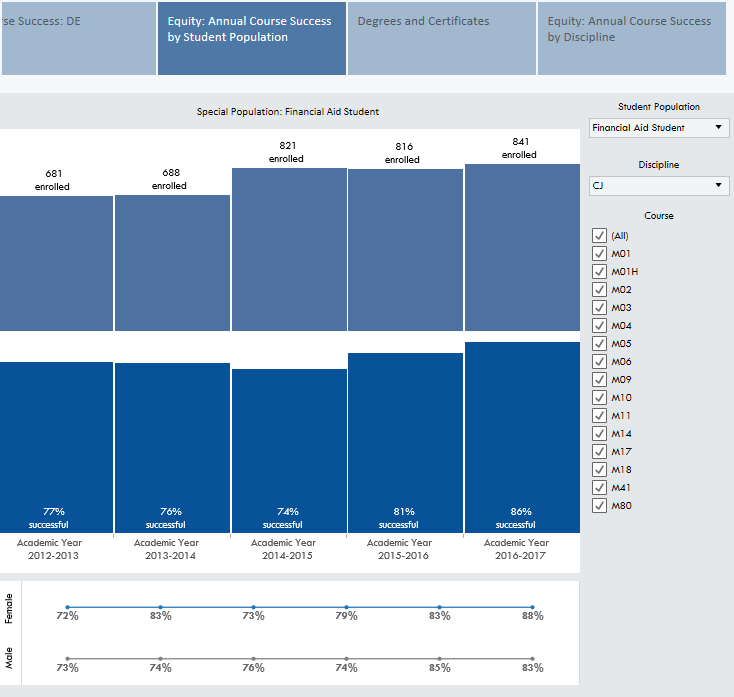 se Success: DE
Equity: Annual Course Success
by Student Population
Degrees and Certificates
Equity: Annual Course Success
by Discipline
Special Population: Financial Aid Student
681
enrolled
688
enrolled
821
enrolled
816
enrolled
841
enrolled
77%
successful
76%
successful
74%
successful
81%
successful
86%
successful
Academic Year
2012-2013
Academic Year
2013-2014
Academic Year
2014-2015
Academic Year
2015-2016
Academic Year
2016-2017
Female
72% 83% 73% 79% 83% 88%
Male
73% 74% 76% 74% 85% 83%
Student Population
Financial Aid Student
Discipline
CJ
Course
(All)
M01
M01H
M02
M03
M04
M05
M06
M09
M10
M11
M14
M17
M18
M41
M80